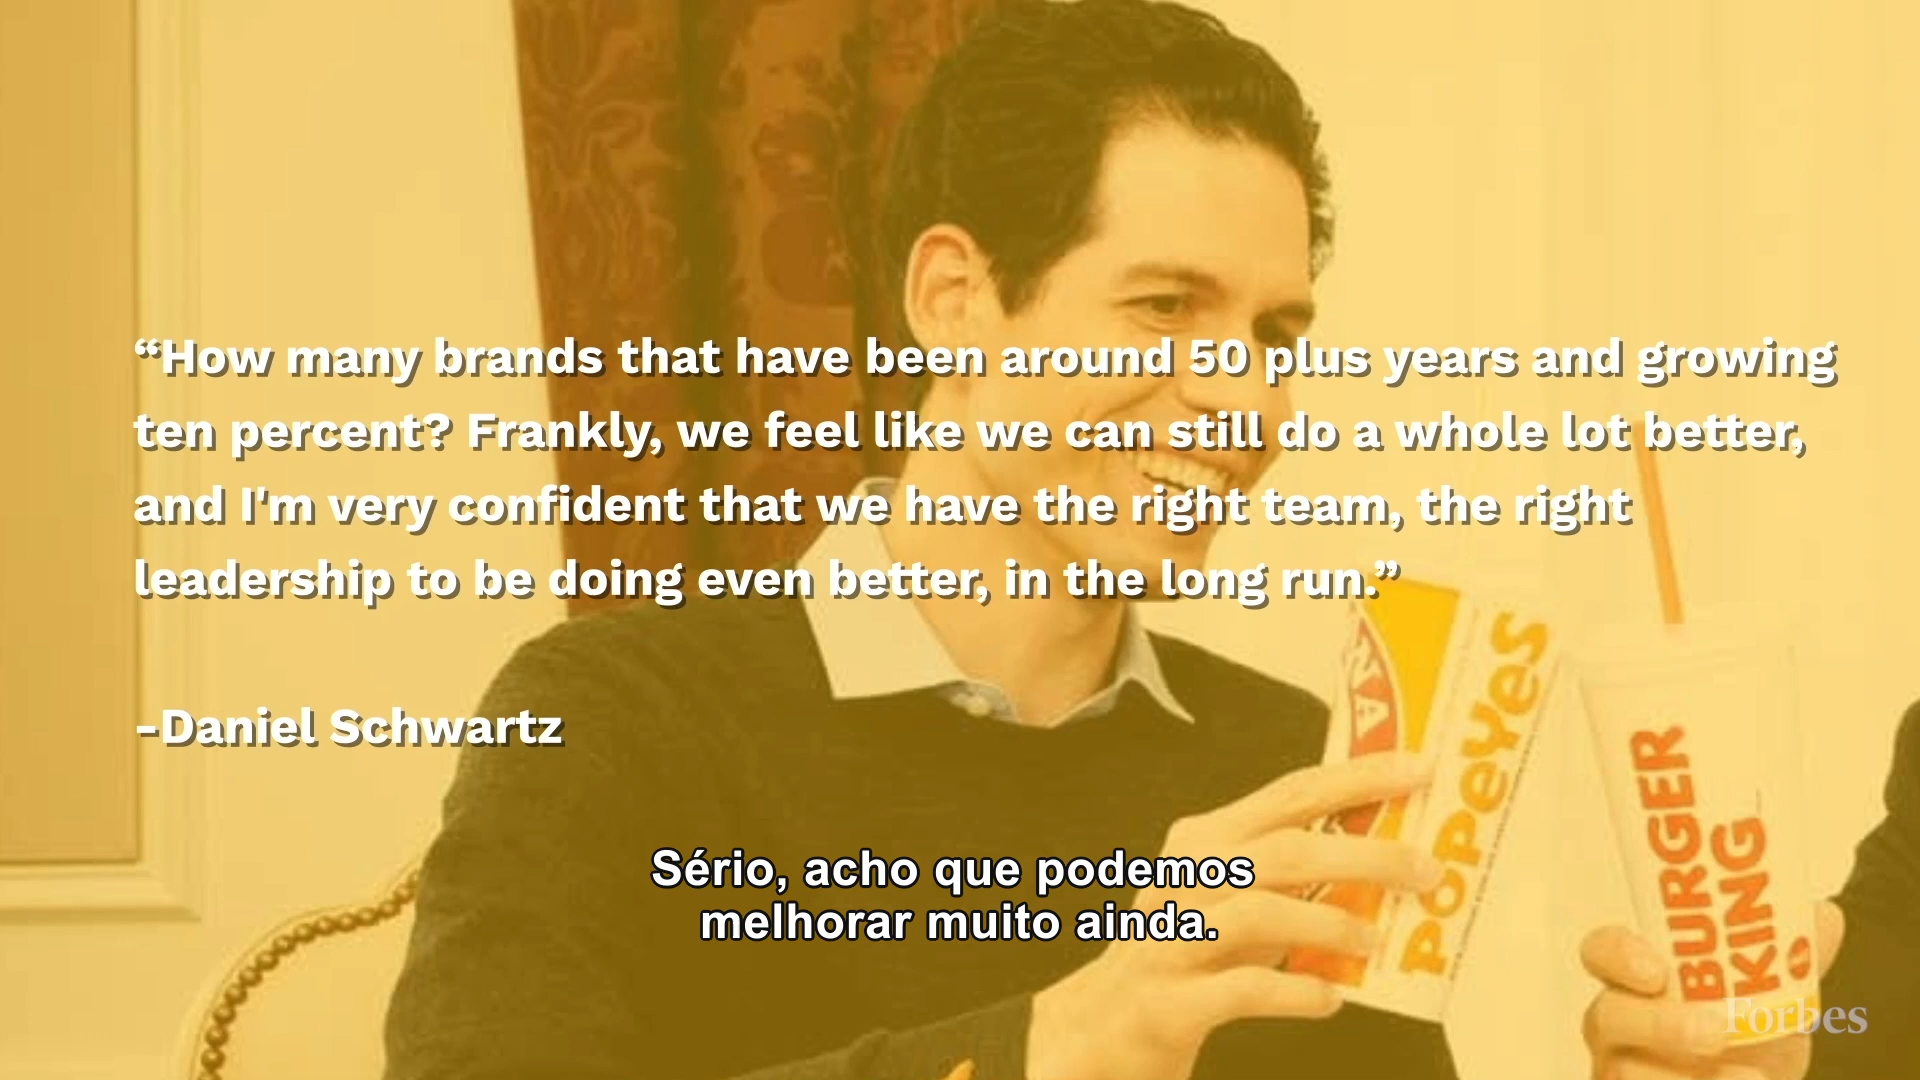 “How many brands that have been around 50 plus years and growing
ten percent? Frankly, we feel like we can still do a whole lot better,
and I'm very confident that we have the right team, the right
leadership to be doing even better, in the long run.”
-Daniel Schwartz
POPEYES
BURGER
KING
Sério, acho que podemos
melhorar muito ainda.
Forbes